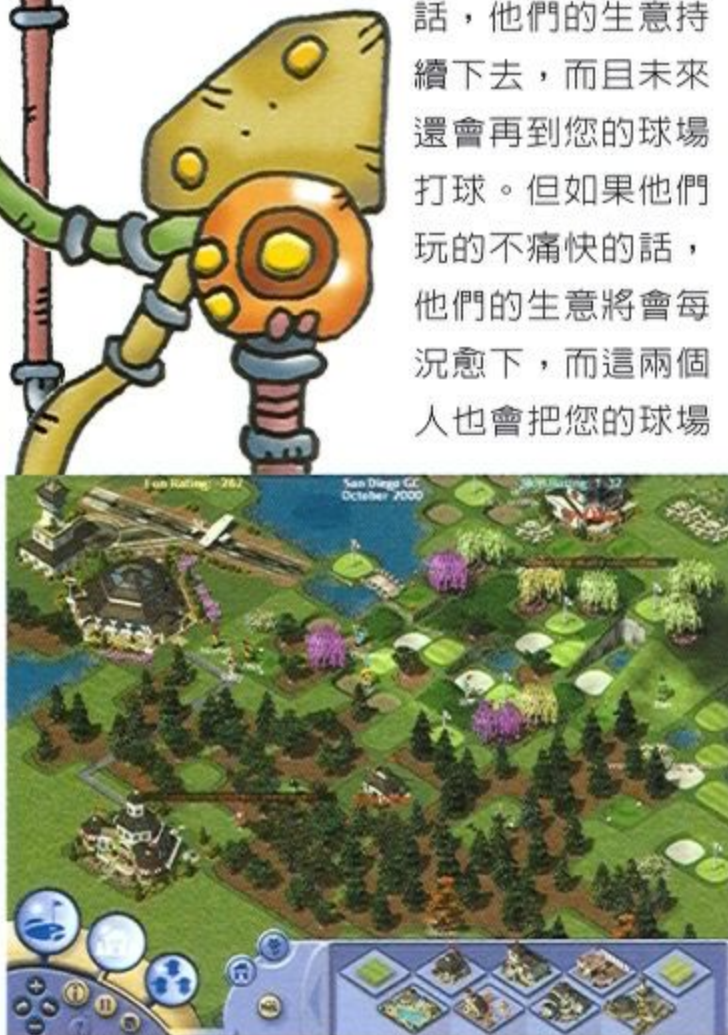 話，他們的生意持
續下去，而且未來
還會再到您的球場
打球。但如果他們
玩的不痛快的話，
他們的生意將會每
況愈下，而這兩個
人也會把您的球場
Fun Rating: 262
San Diego GC
October 2000